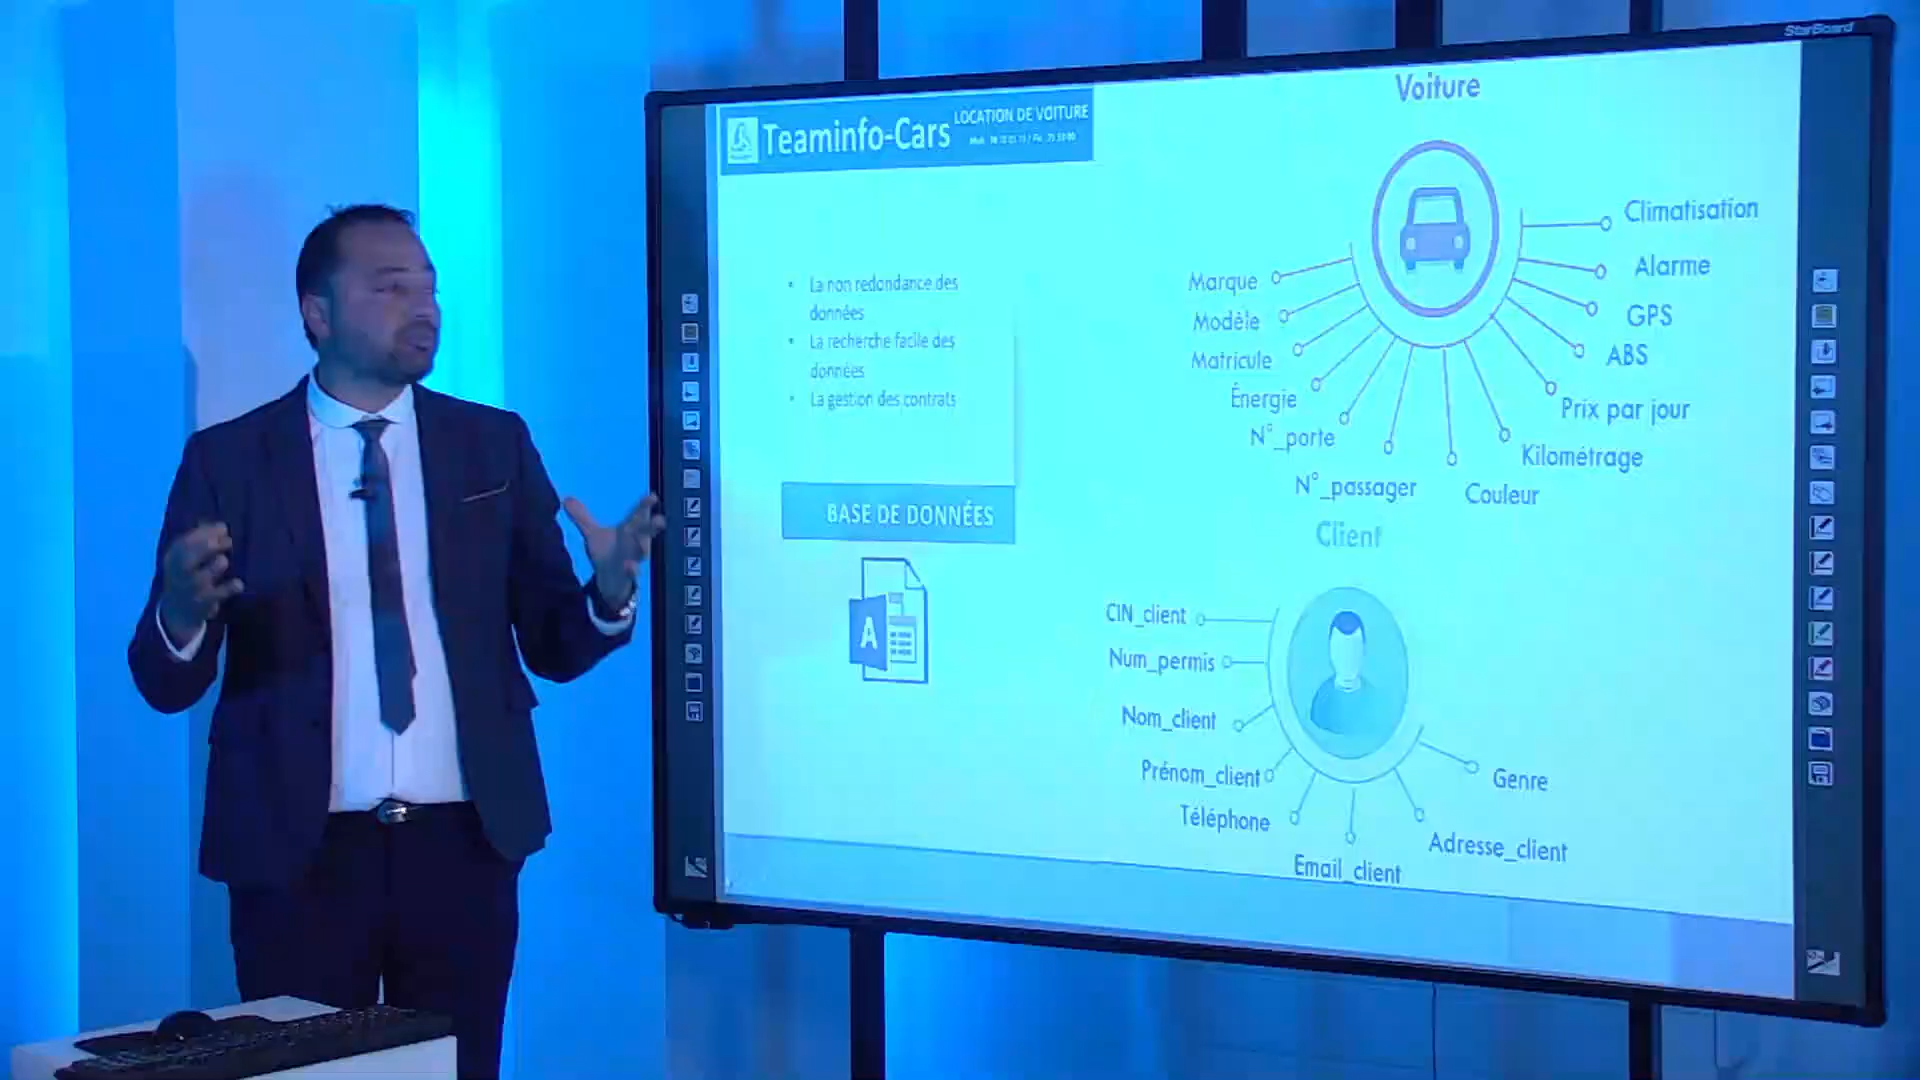 StarBoard
Teaminfo-Cars
LOCATION DE VOITURE
• La non redondance des
données
• La recherche facile des
données
• La gestion des contrats
BASE DE DONNÉES
A
Voiture
Marque
Modèle
Matricule
Énergie
N°_porte
N°_passager
Couleur
Kilométrage
Prix par jour
ABS
GPS
Alarme
Climatisation
Client
CIN_client
Num_permis
Nom_client
Prénom_client
Téléphone
Email_client
Adresse_client
Genre